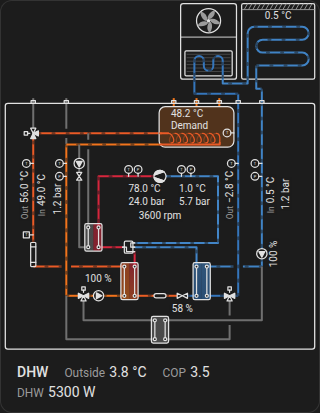 0.5 °C
48.2 °C
Demand
Out 56.0 °C
In 49.0 °C
1.2 bar
78.0 °C 1.0 °C
24.0 bar 5.7 bar
3600 rpm
Out −2.8 °C
In 0.5 °C
1.2 bar
100 %
100 %
58 %
DHW Outside 3.8 °C COP 3.5
DHW 5300 W